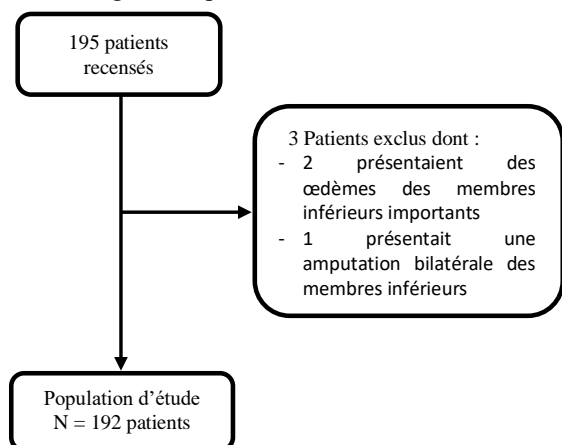 195 patients
recensés
3 Patients exclus dont :
- 2 présentaient des
œdèmes des membres
inférieurs importants
- 1 présentait une
amputation bilatérale des
membres inférieurs
Population d'étude
N = 192 patients